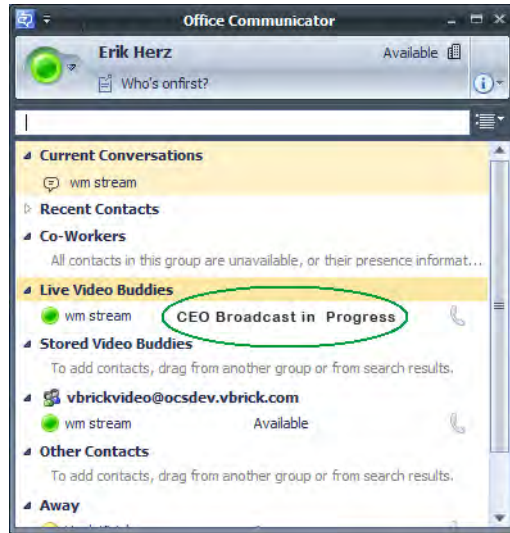 Office Communicator
Erik Herz Available
Who's onfirst?
Current Conversations
wm stream
Recent Contacts
Co-Workers
All contacts in this group are unavailable, or their presence informat...
Live Video Buddies
wm stream CEO Broadcast in Progress
Stored Video Buddies
To add contacts, drag from another group or from search results.
vbrickvideo@ocsdev.vbrick.com
wm stream Available
Other Contacts
To add contacts, drag from another group or from search results.
Away